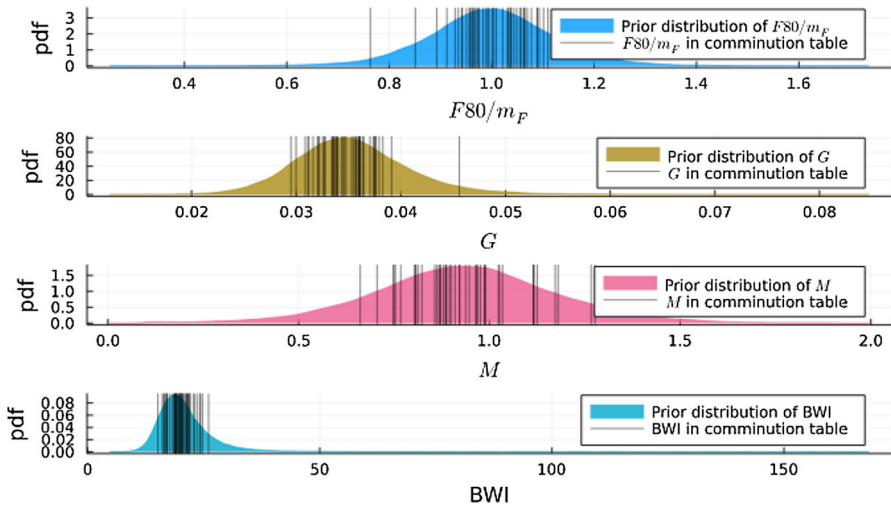 pdf
3
2
1
0
Prior distribution of F80/m_F
F80/m_F in comminution table
0.4 0.6 0.8 1.0 1.2 1.4 1.6
F80/m_F
pdf
80
60
40
20
0
Prior distribution of G
G in comminution table
0.02 0.03 0.04 0.05 0.06 0.07 0.08
G
pdf
1.5
1.0
0.5
0.0
Prior distribution of M
M in comminution table
0.0 0.5 1.0 1.5 2.0
M
pdf
0.08
0.06
0.04
0.02
0.00
Prior distribution of BWI
BWI in comminution table
0 50 100 150
BWI